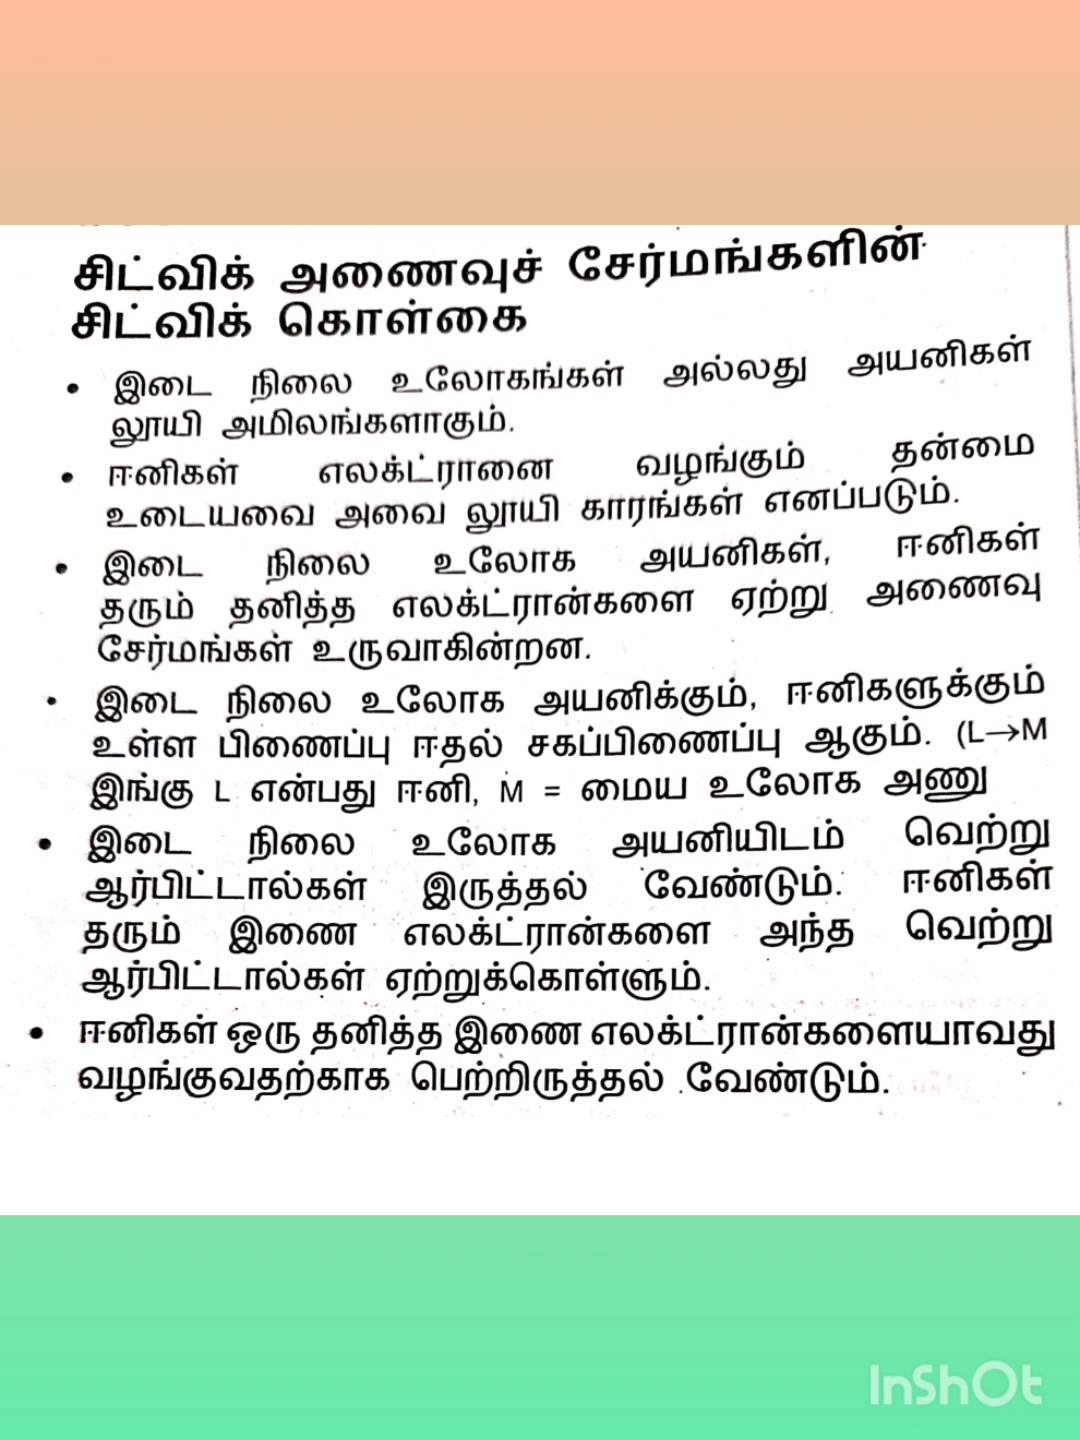 சிட்விக் அணைவுச் சேர்மங்களின்
சிட்விக் கொள்கை
• இடை நிலை உலோகங்கள் அல்லது அயனிகள்
லூயி அமிலங்களாகும்.
• ஈனிகள் எலக்ட்ரானை வழங்கும் தன்மை
உடையவை அவை லூயி காரங்கள் எனப்படும்.
• இடை நிலை உலோக அயனிகள், ஈனிகள்
தரும் தனித்த எலக்ட்ரான்களை ஏற்று அணைவு
சேர்மங்கள் உருவாகின்றன.
• இடை நிலை உலோக அயனிக்கும், ஈனிகளுக்கும்
உள்ள பிணைப்பு ஈதல் சகப்பிணைப்பு ஆகும். (L→M
இங்கு L என்பது ஈனி, M = மைய உலோக அணு
• இடை நிலை உலோக அயனியிடம் வெற்று
ஆர்பிட்டால்கள் இருத்தல் வேண்டும். ஈனிகள்
தரும் இணை எலக்ட்ரான்களை அந்த வெற்று
ஆர்பிட்டால்கள் ஏற்றுக்கொள்ளும்.
• ஈனிகள் ஒரு தனித்த இணை எலக்ட்ரான்களையாவது
வழங்குவதற்காக பெற்றிருத்தல் வேண்டும்.
InShOt